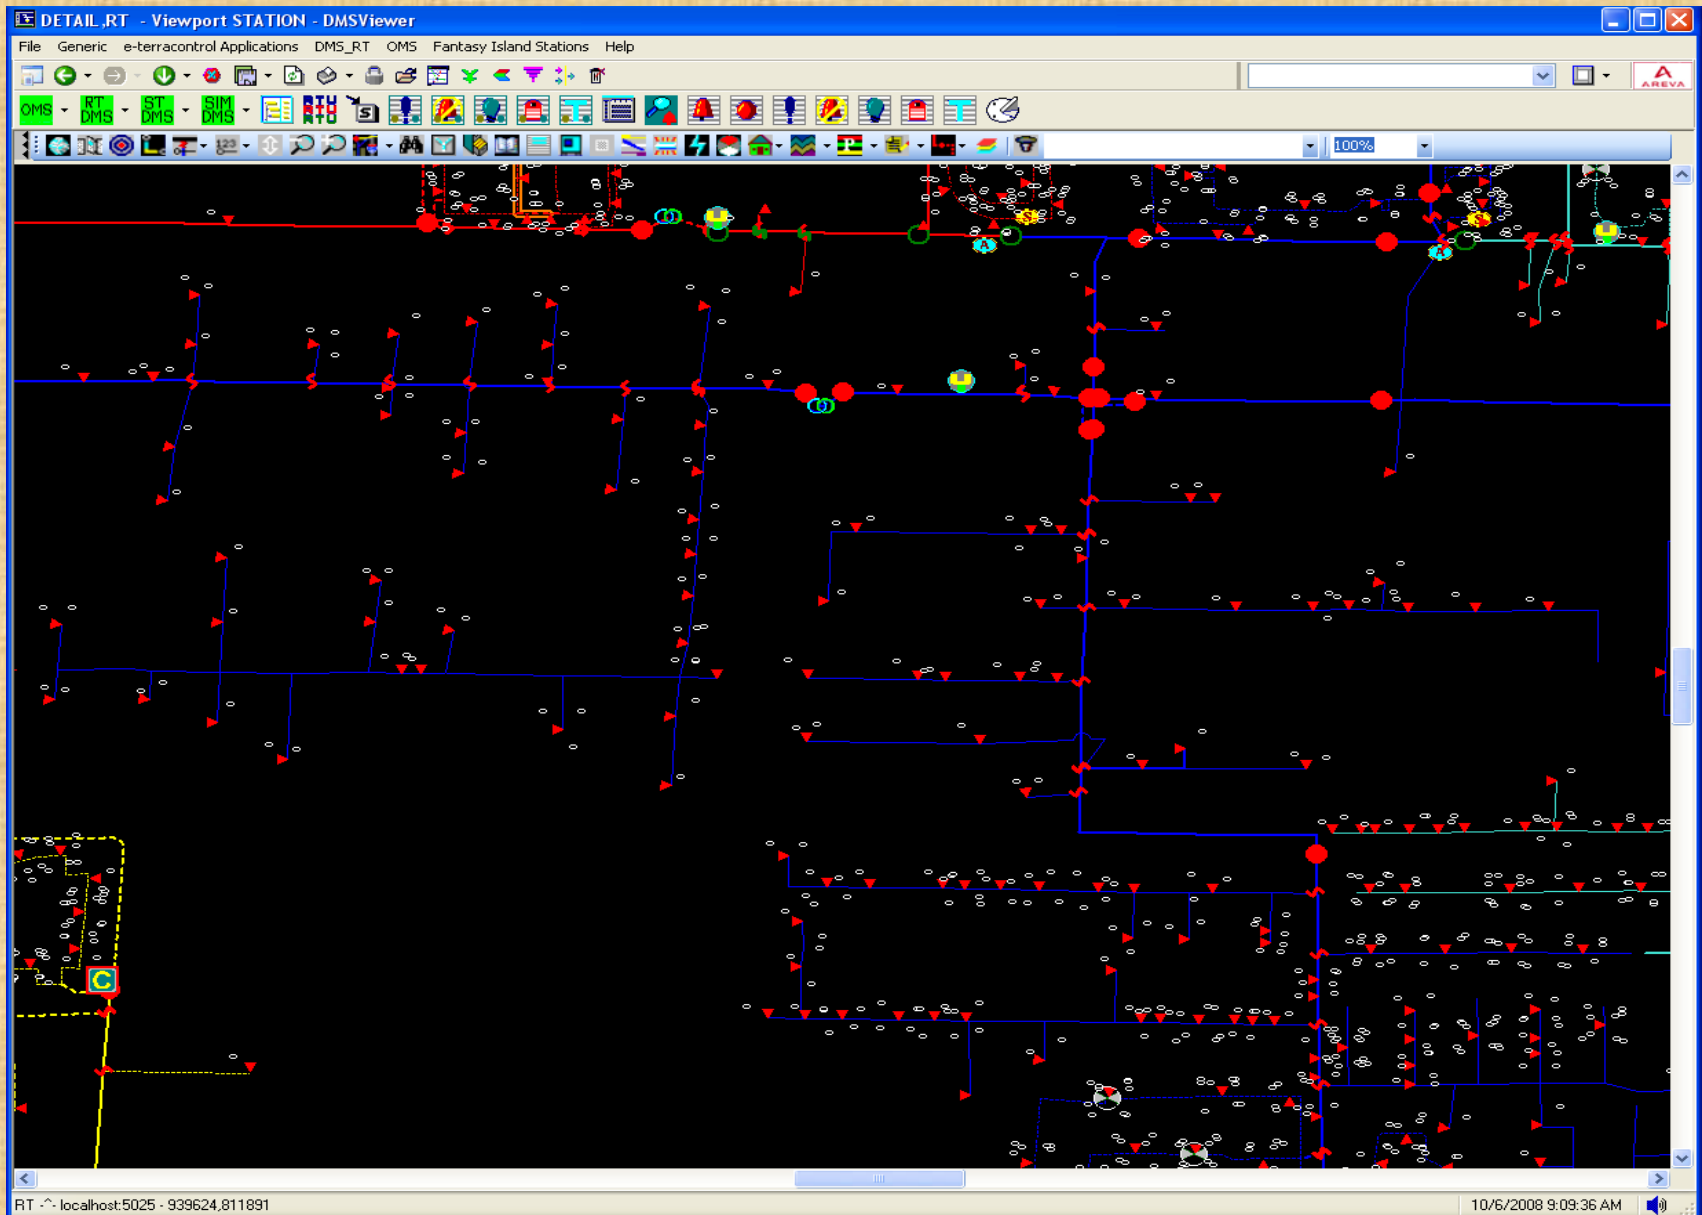 DETAIL,RT - Viewport STATION - DMSViewer
File Generic e-terracontrol Applications DMS_RT OMS Fantasy Island Stations Help
AREVA
OMS RT DMS ST DMS SIM DMS RTU S
123 P 100%
S S
A A
C
RT -^- localhost:5025 - 939624,811891 10/6/2008 9:09:36 AM